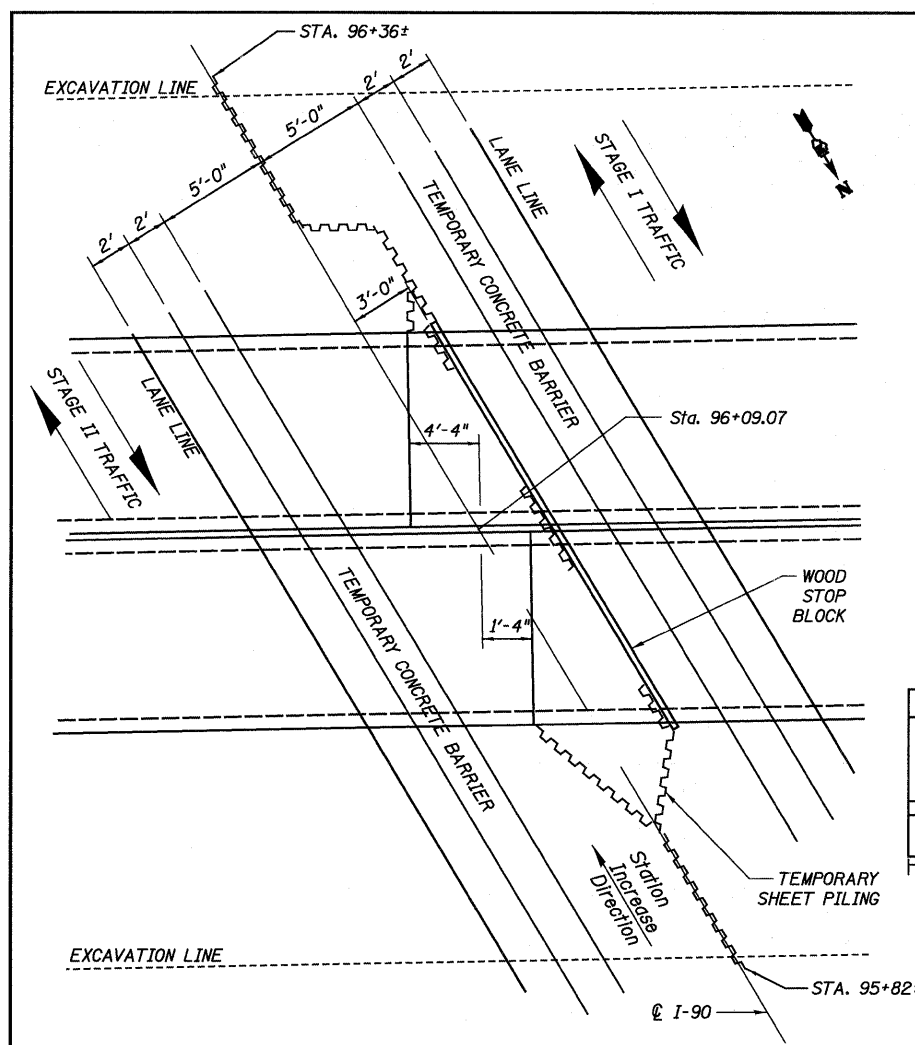 STA. 96+36±
EXCAVATION LINE
2'
2'
5'-0"
5'-0"
2'
2'
LANE LINE
STAGE I TRAFFIC
N
TEMPORARY CONCRETE BARRIER
3'-0"
LANE LINE
STAGE II TRAFFIC
Sta. 96+09.07
4'-4"
WOOD
STOP
BLOCK
TEMPORARY CONCRETE BARRIER
1'-4"
Station
Increase
Direction
TEMPORARY
SHEET PILING
EXCAVATION LINE
STA. 95+82
℄ I-90